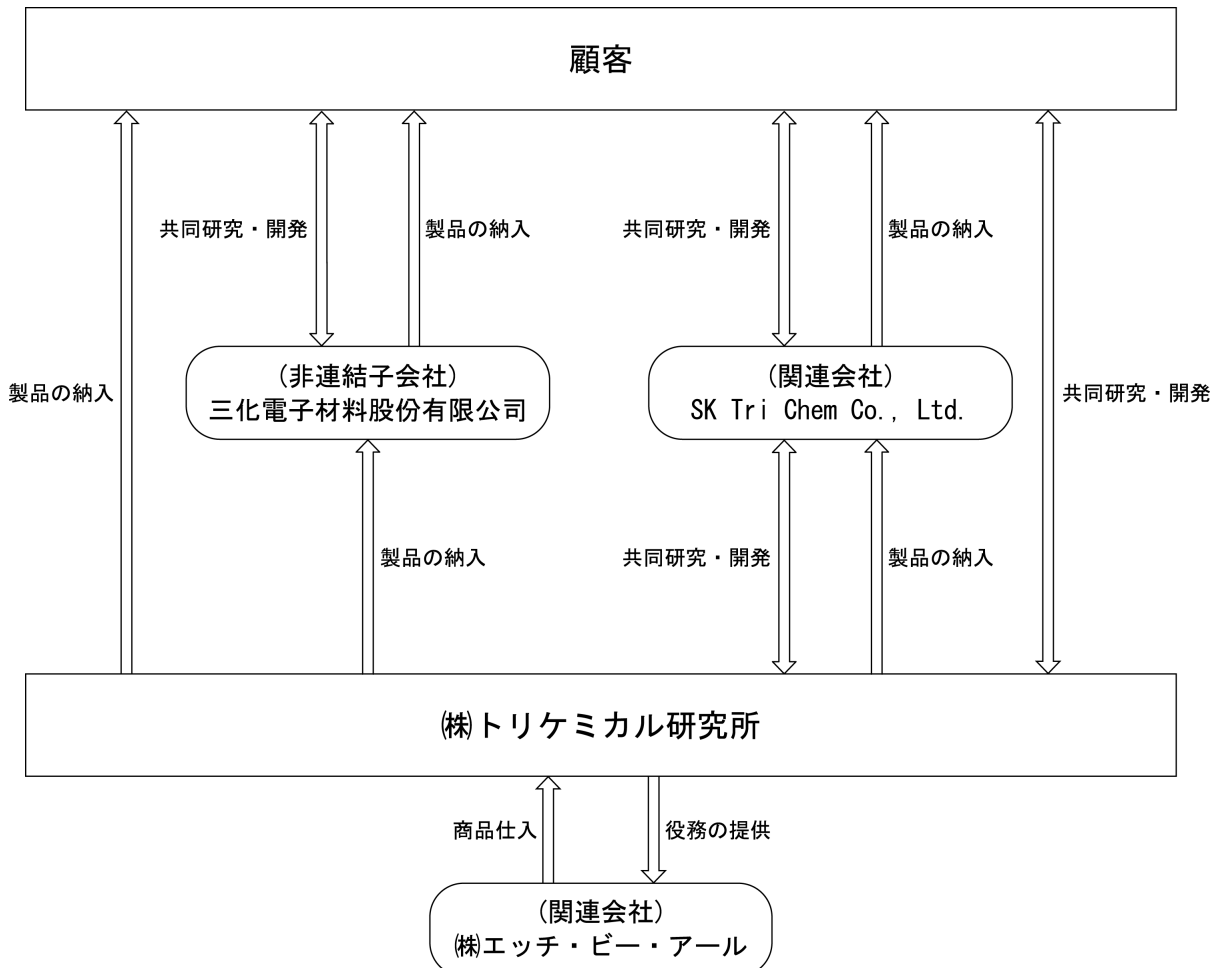 顧客
共同研究・開発
製品の納入
共同研究・開発
製品の納入
製品の納入
(非連結子会社)
三化電子材料股份有限公司
(関連会社)
SK Tri Chem Co., Ltd.
共同研究・開発
製品の納入
共同研究・開発
製品の納入
㈱トリケミカル研究所
商品仕入
役務の提供
(関連会社)
㈱エッチ・ビー・アール